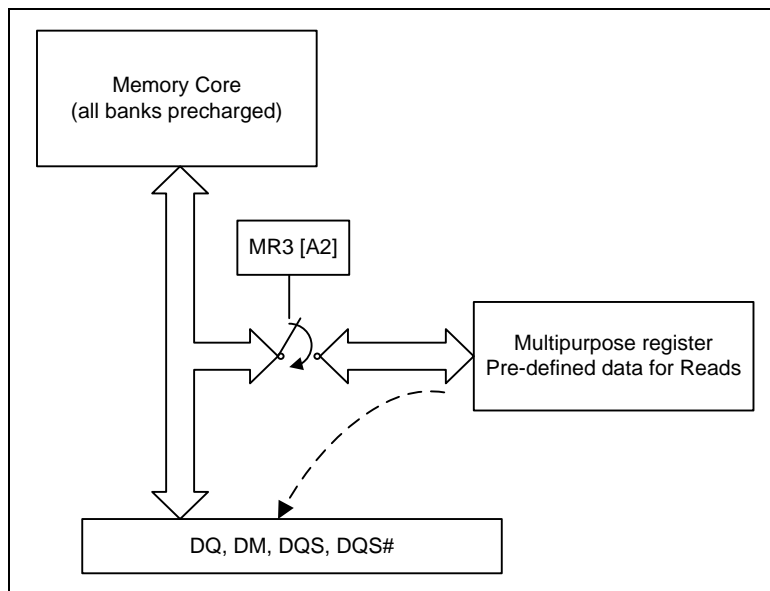 Memory Core
(all banks precharged)
MR3 [A2]
Multipurpose register
Pre-defined data for Reads
DQ, DM, DQS, DQS#